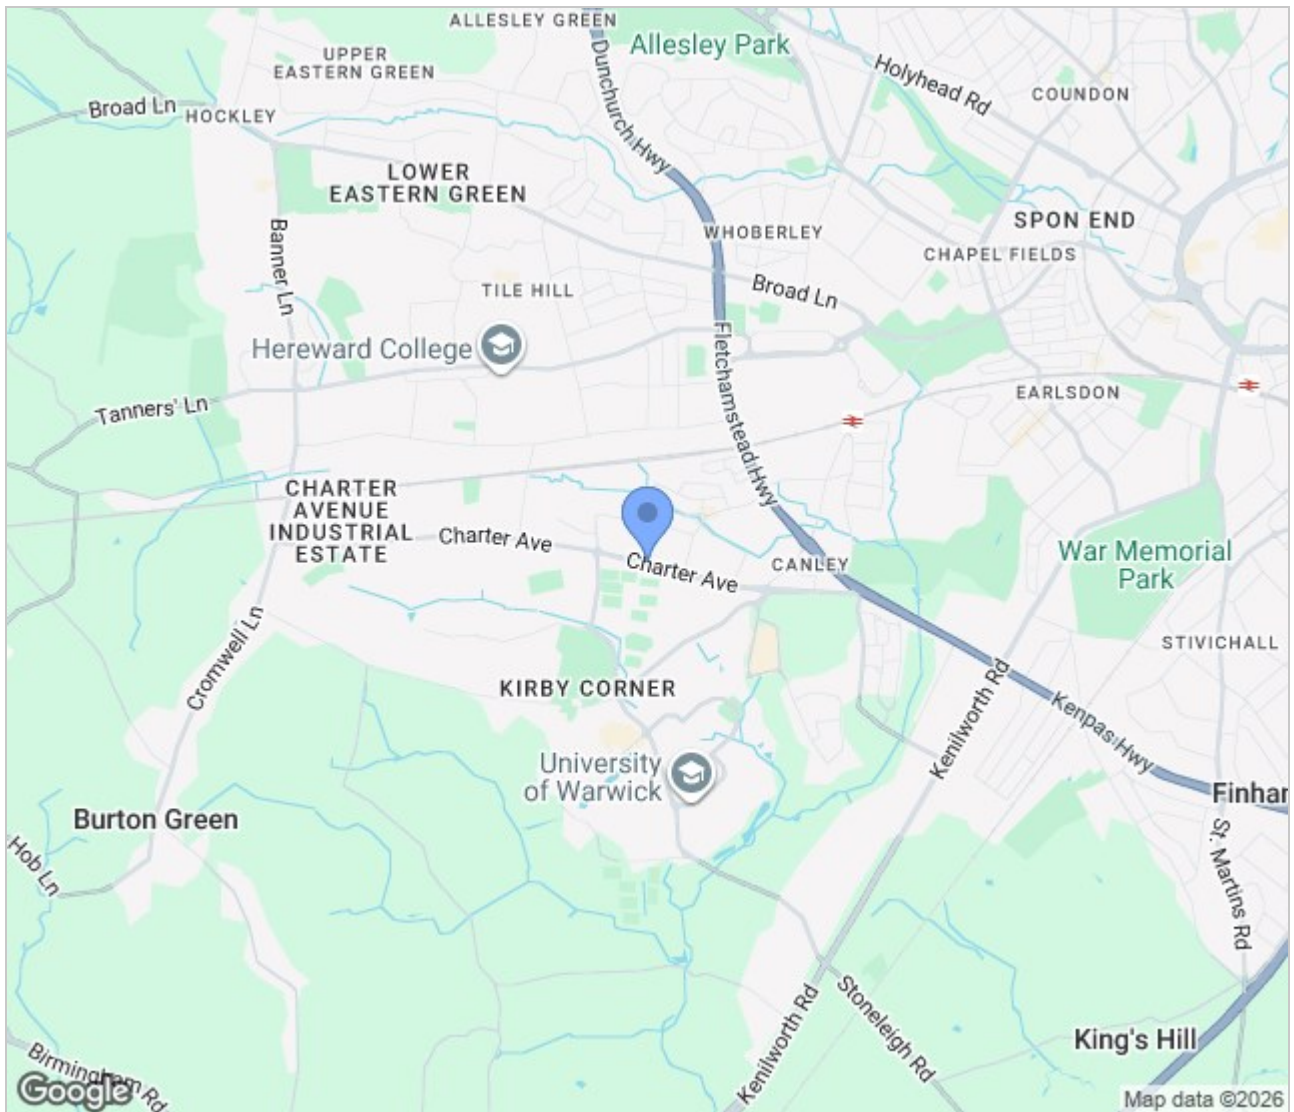 ALLESLEY GREEN
Allesley Park
UPPER
EASTERN GREEN
Dunchurch Hwy
Holyhead Rd
COUNDON
Broad Ln
HOCKLEY
LOWER
EASTERN GREEN
WHOBERLEY
SPON END
CHAPEL FIELDS
Banner Ln
TILE HILL
Broad Ln
Hereward College
Fletchamstead Hwy
EARLSDON
Tanners' Ln
CHARTER
AVENUE
INDUSTRIAL
ESTATE
Charter Ave
Charter Ave
CANLEY
War Memorial
Park
STIVICHALL
Cromwell Ln
KIRBY CORNER
Kenilworth Rd
Kenpas Hwy
University
of Warwick
Burton Green
Finhar
Hob Ln
St. Martins Rd
Stoneleigh Rd
Kenilworth Rd
King's Hill
Birmingham Rd
Google
Map data ©2026